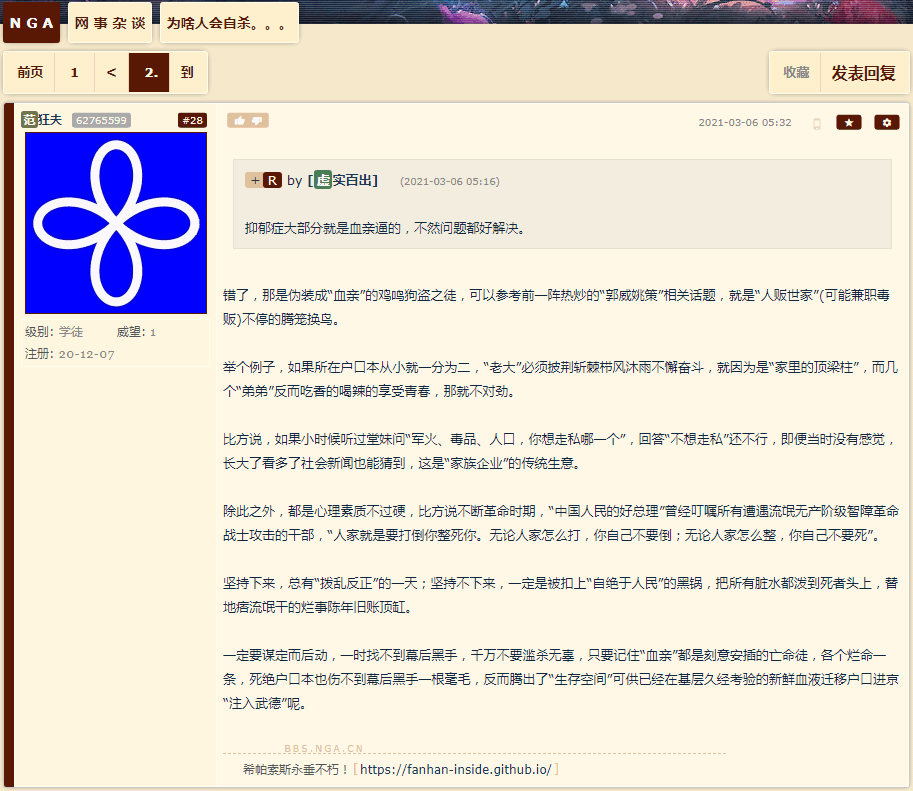 NGA 网事杂谈 为啥人会自杀。。。
前页 1 < 2. 到 收藏 发表回复
范狂夫 62765599 #28
2021-03-06 05:32
+ R by [虚实百出] (2021-03-06 05:16)
抑郁症大部分就是血亲逼的，不然问题都好解决。
级别: 学徒 威望: 1
注册: 20-12-07
错了，那是伪装成“血亲”的鸡鸣狗盗之徒，可以参考前一阵热炒的“郭威姚策”相关话题，就是“人贩世家”(可能兼职毒
贩)不停的腾笼换鸟。
举个例子，如果所在户口本从小就一分为二，“老大”必须披荆斩棘栉风沐雨不懈奋斗，就因为是“家里的顶梁柱”，而几
个“弟弟”反而吃香的喝辣的享受青春，那就不对劲。
比方说，如果小时候听过堂妹问“军火、毒品、人口，你想走私哪一个”，回答“不想走私”还不行，即便当时没有感觉，
长大了看多了社会新闻也能猜到，这是“家族企业”的传统生意。
除此之外，都是心理素质不过硬，比方说不断革命时期，“中国人民的好总理”曾经叮嘱所有遭遇流氓无产阶级智障革命
战士攻击的干部，“人家就是要打倒你整死你。无论人家怎么打，你自己不要倒；无论人家怎么整，你自己不要死”。
坚持下来，总有“拨乱反正”的一天；坚持不下来，一定是被扣上“自绝于人民”的黑锅，把所有脏水都泼到死者头上，替
地痞流氓干的烂事陈年旧账顶缸。
一定要谋定而后动，一时找不到幕后黑手，千万不要滥杀无辜，只要记住“血亲”都是刻意安插的亡命徒，各个烂命一
条，死绝户口本也伤不到幕后黑手一根毫毛，反而腾出了“生存空间”可供已经在基层久经考验的新鲜血液迁移户口进京
“注入武德”呢。
BBS.NGA.CN
希帕索斯永垂不朽！[https://fanhan-inside.github.io/]